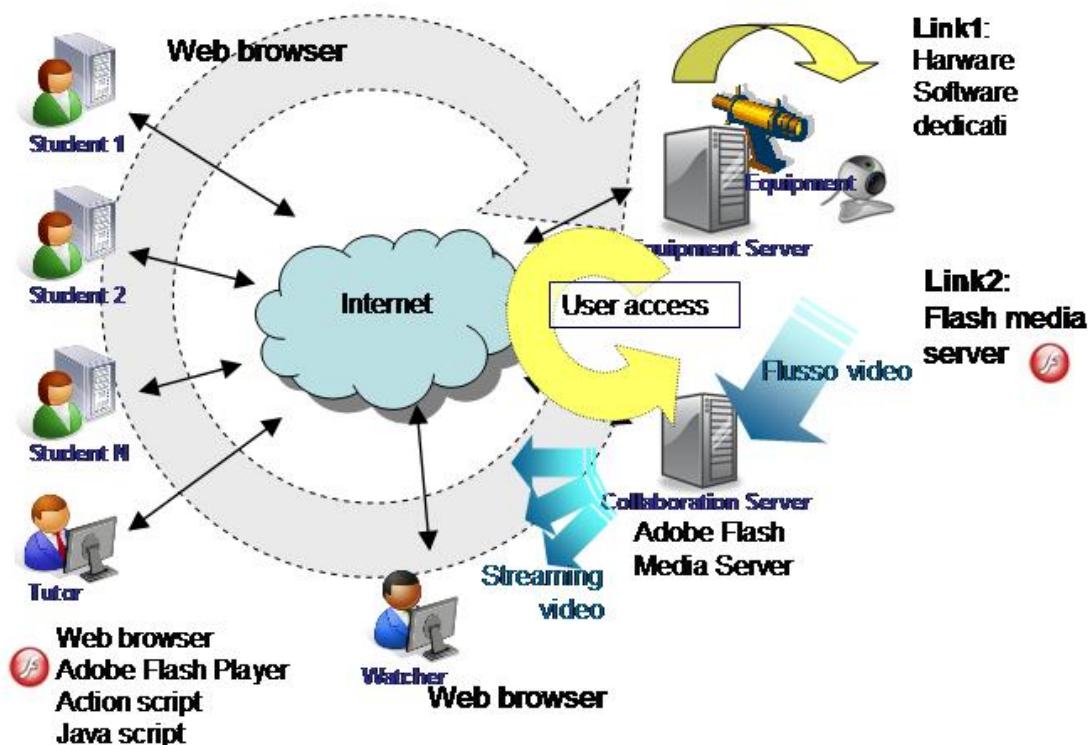 Web browser
Link1:
Harware
Software
dedicati
Student 1
Equipment
Equipment Server
Student 2
Internet
User access
Link2:
Flash media
server
Flusso video
Student N
Collaboration Server
Adobe Flash
Media Server
Streaming
video
Tutor
Watcher
Web browser
Web browser
Adobe Flash Player
Action script
Java script